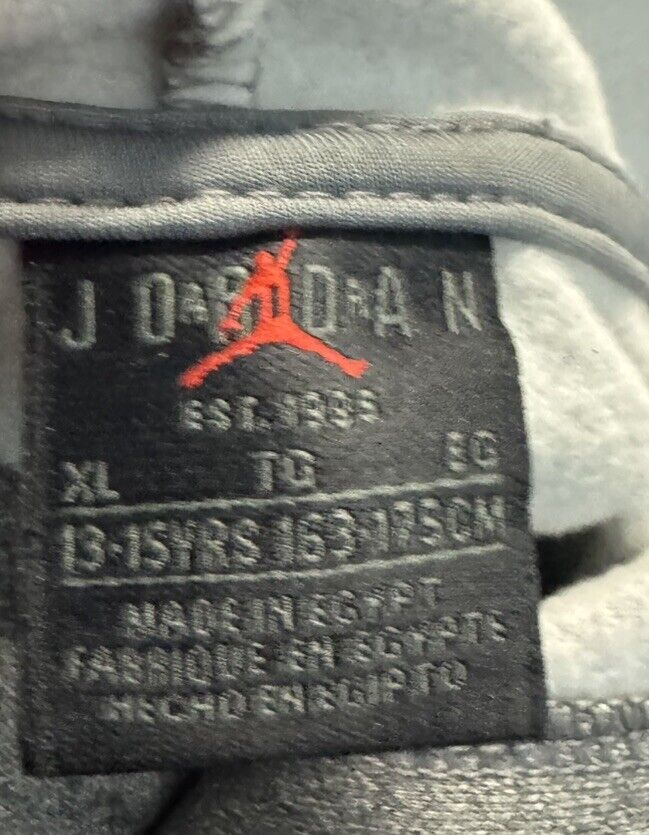 JORDAN
EST. 1985
XL TG EG
13-15YRS 163-175CM
MADE IN EGYPT
FABRIQUE EN EGYPTE
HECHO EN EGIPTO